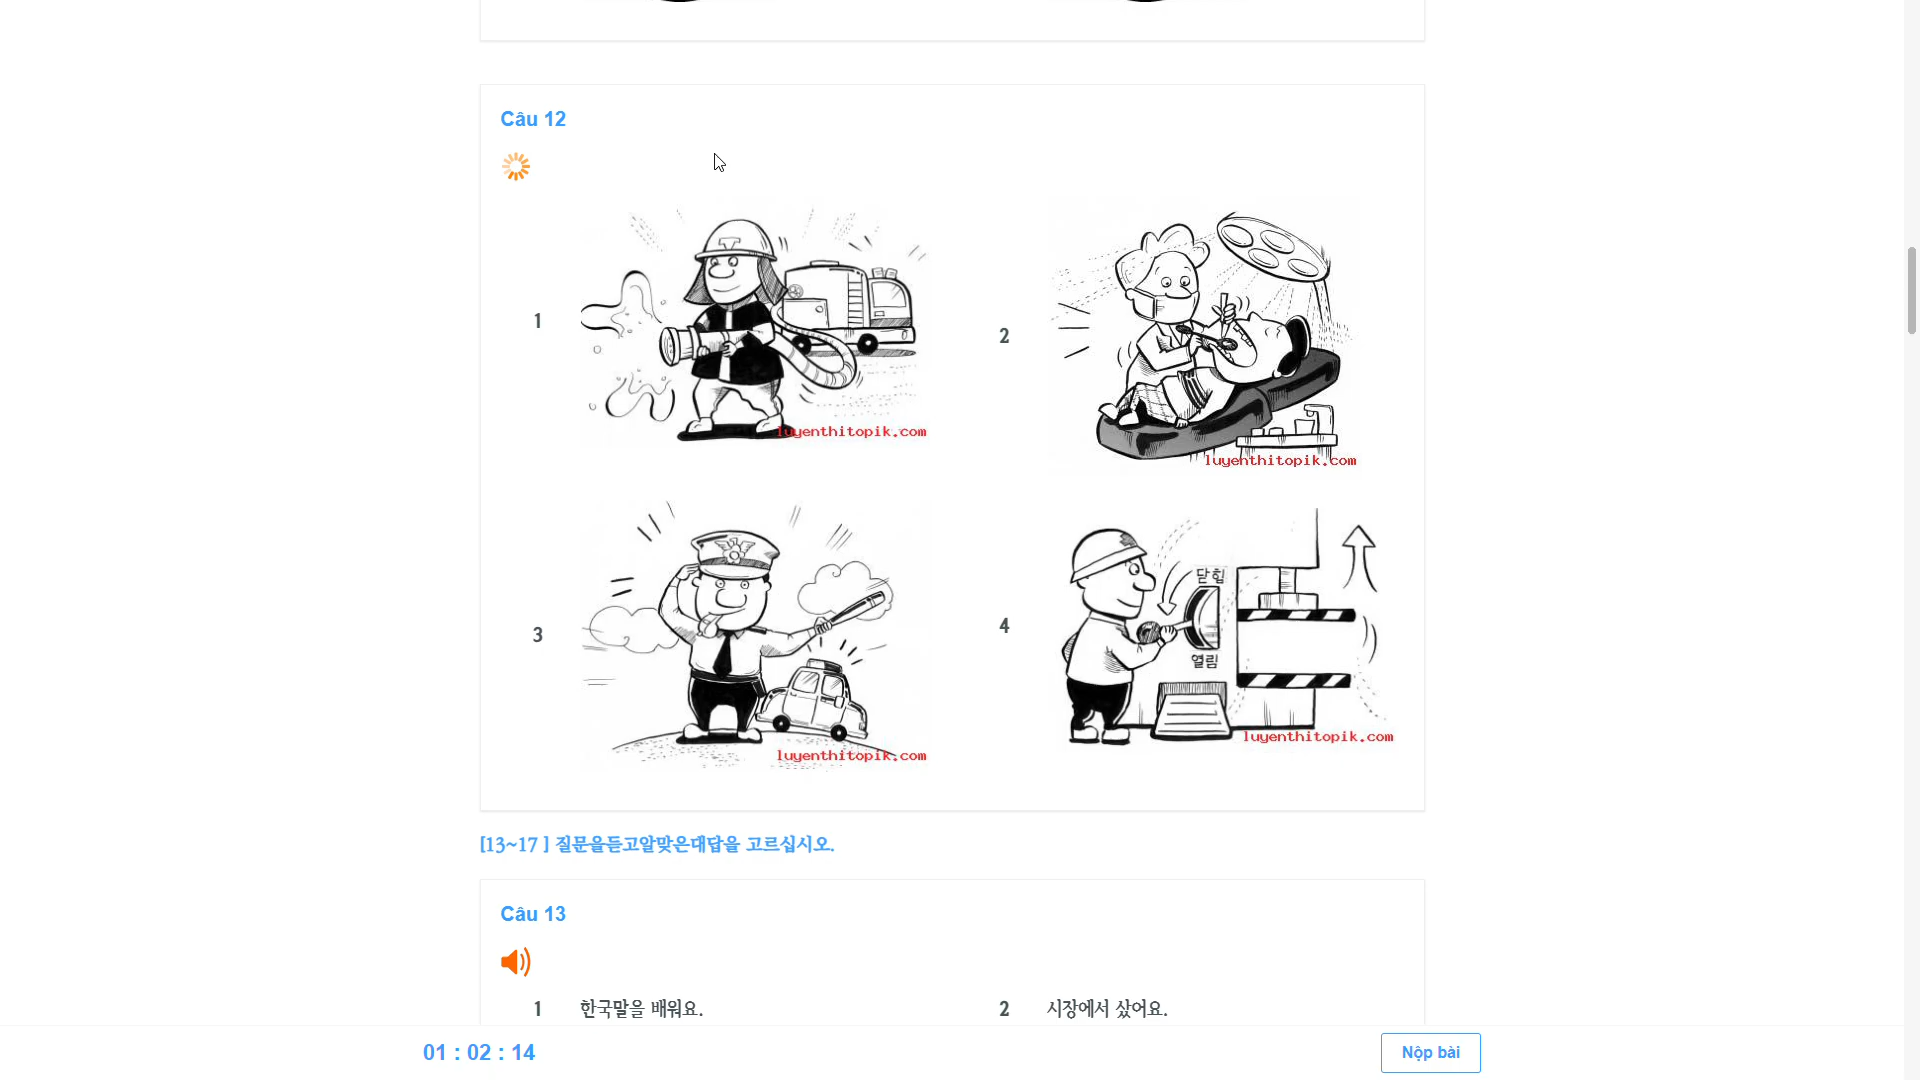 Câu 12
1
luyenthitopik.com
2
luyenthitopik.com
3
luyenthitopik.com
4
닫힘
열림
luyenthitopik.com
[13~17 ] 질문을듣고알맞은대답을 고르십시오.
Câu 13
1 한국말을 배워요.
2 시장에서 샀어요.
01 : 02 : 14
Nộp bài